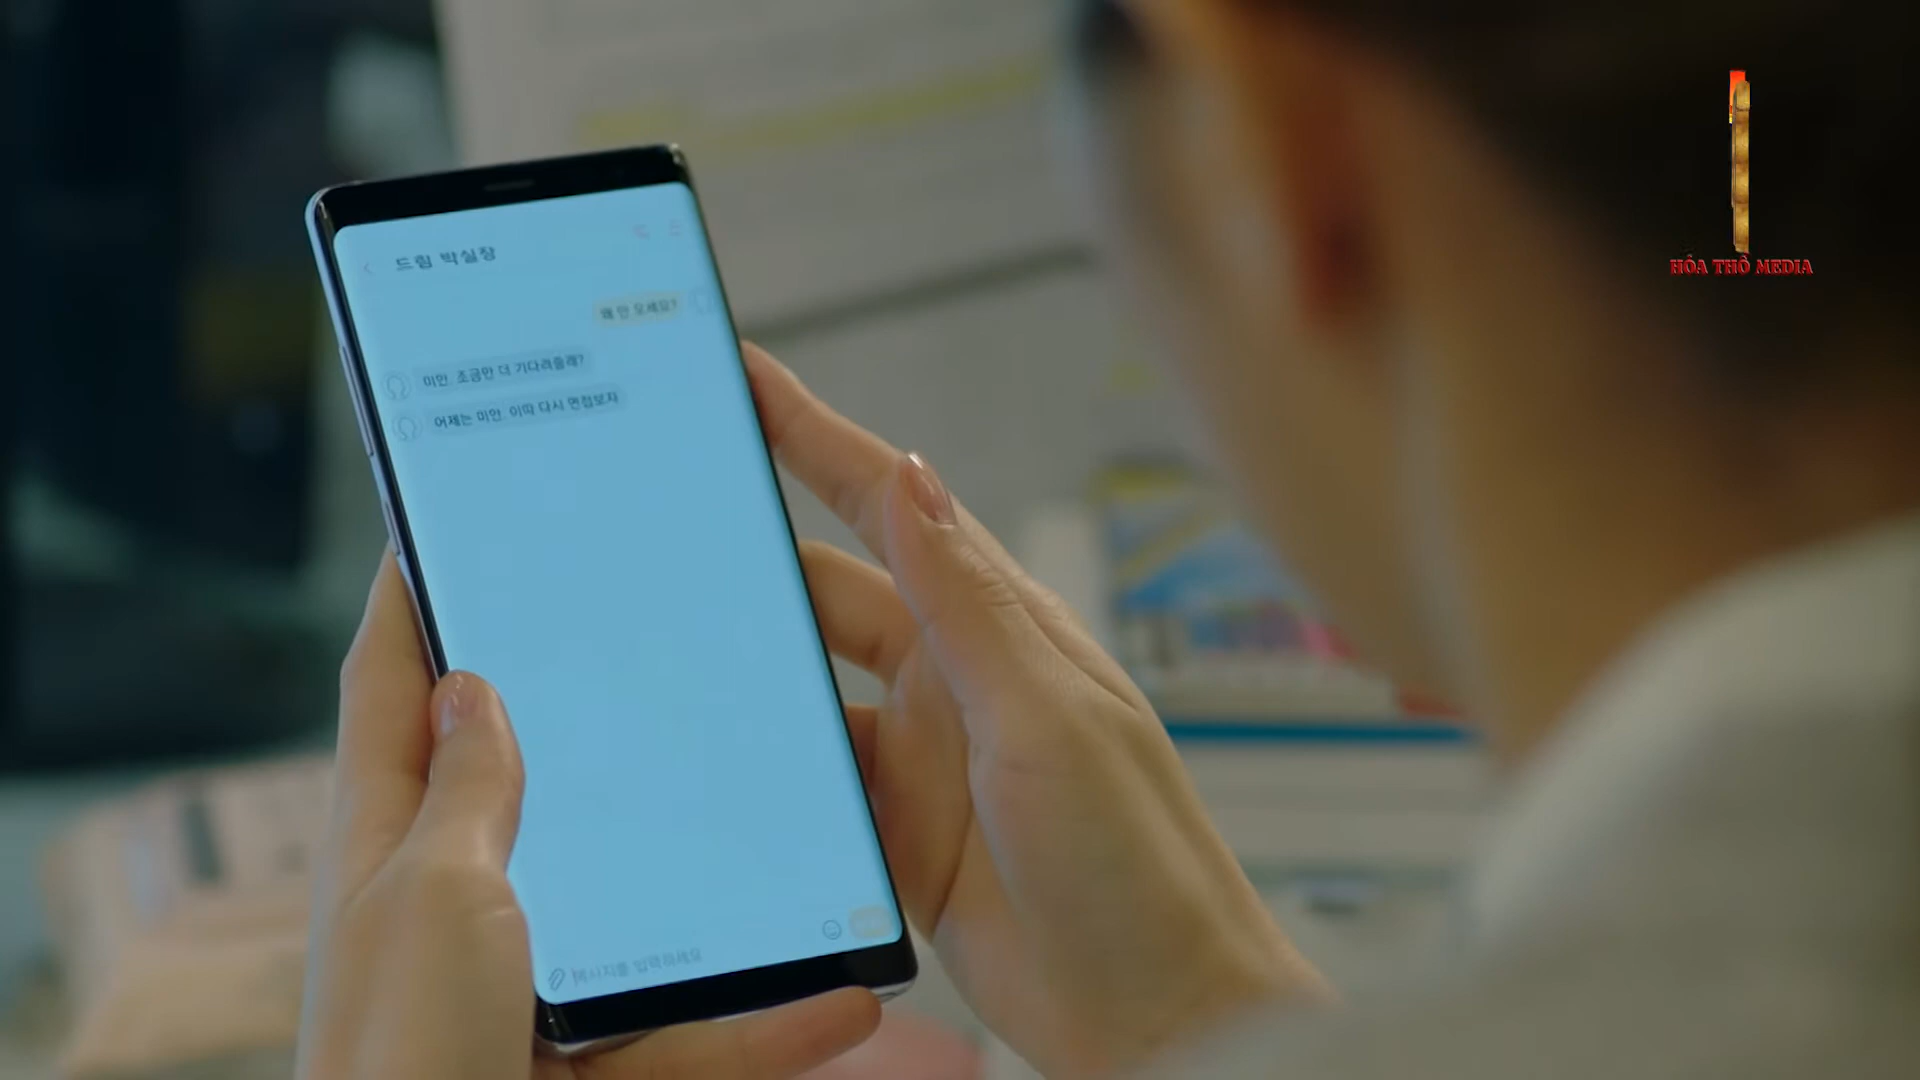 드림 박실장
왜 안 오세요?
미안. 조금만 더 기다려줄래?
어제는 미안. 이따 다시 면접보자
메시지를 입력하세요
HỎA THỔ MEDIA